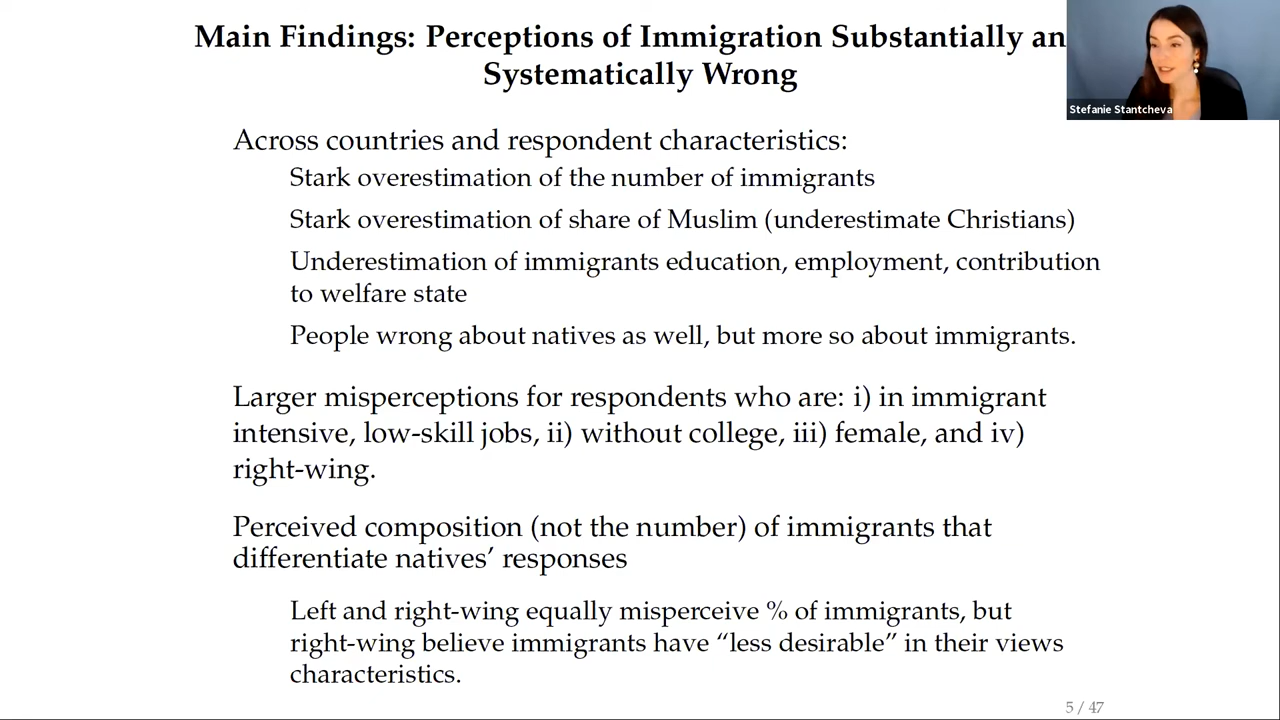 Main Findings: Perceptions of Immigration Substantially an
Systematically Wrong
Stefanie Stantcheva
Across countries and respondent characteristics:
Stark overestimation of the number of immigrants
Stark overestimation of share of Muslim (underestimate Christians)
Underestimation of immigrants education, employment, contribution
to welfare state
People wrong about natives as well, but more so about immigrants.
Larger misperceptions for respondents who are: i) in immigrant
intensive, low-skill jobs, ii) without college, iii) female, and iv)
right-wing.
Perceived composition (not the number) of immigrants that
differentiate natives’ responses
Left and right-wing equally misperceive % of immigrants, but
right-wing believe immigrants have “less desirable” in their views
characteristics.
5 / 47